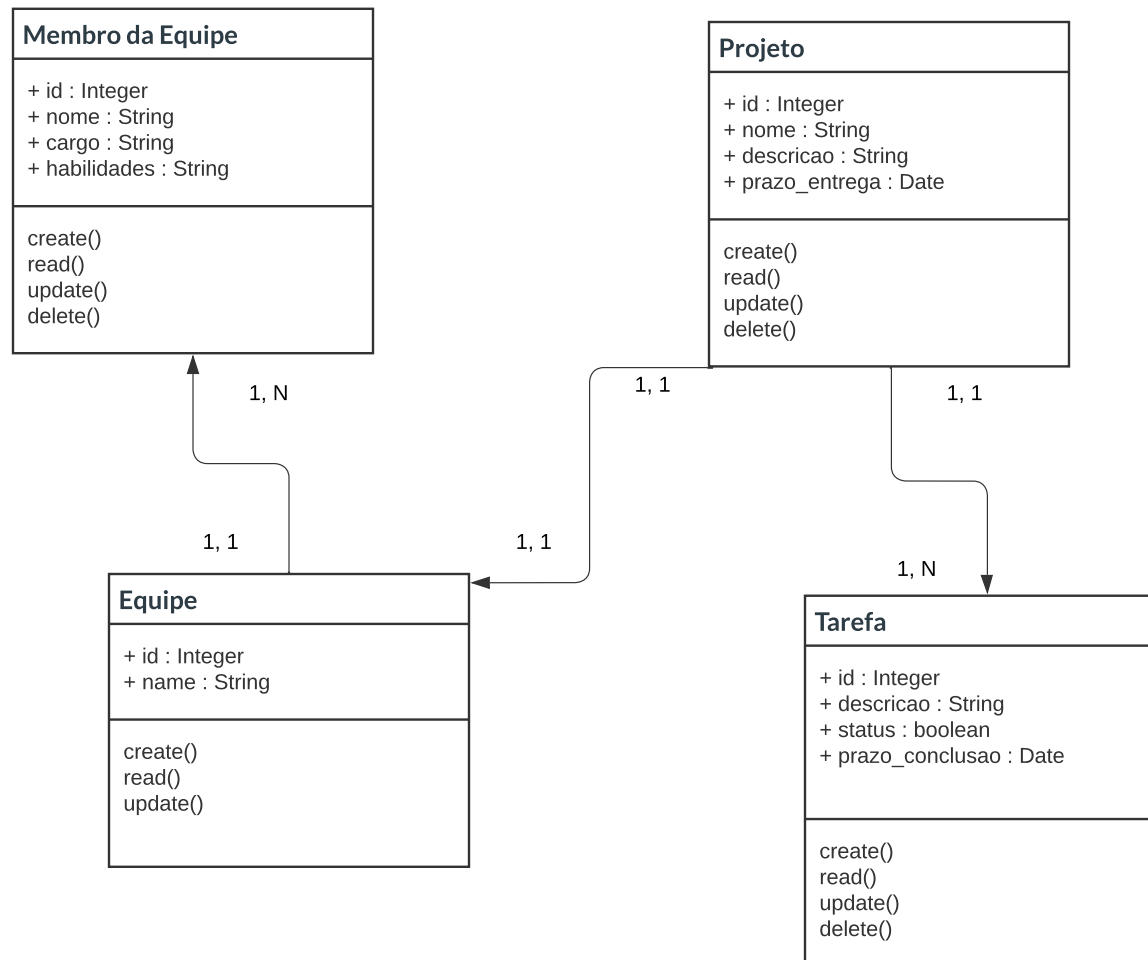 Membro da Equipe
+ id : Integer
+ nome : String
+ cargo : String
+ habilidades : String
create()
read()
update()
delete()
Projeto
+ id : Integer
+ nome : String
+ descricao : String
+ prazo_entrega : Date
create()
read()
update()
delete()
1, N
1, 1
1, 1
1, 1
1, 1
1, N
Equipe
+ id : Integer
+ name : String
create()
read()
update()
Tarefa
+ id : Integer
+ descricao : String
+ status : boolean
+ prazo_conclusao : Date
create()
read()
update()
delete()